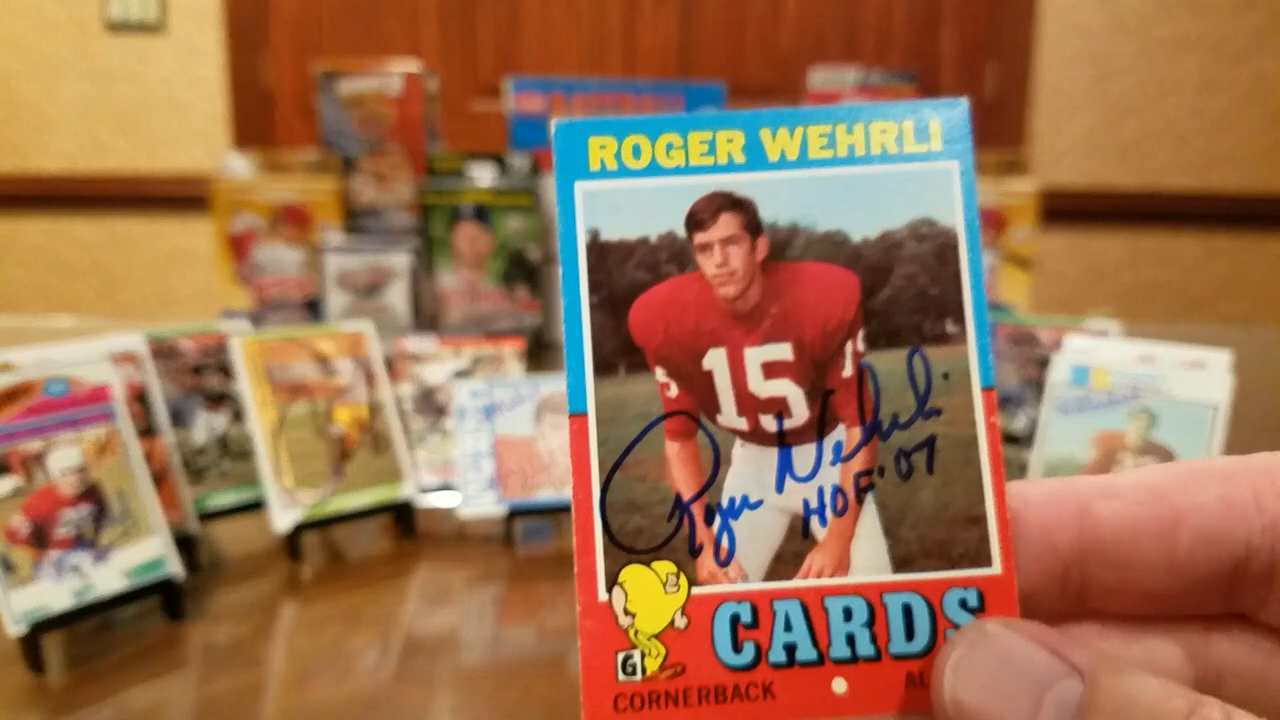 ROGER WEHRLI
15
Roger Wehrli
HOF '07
G
CARDS
CORNERBACK